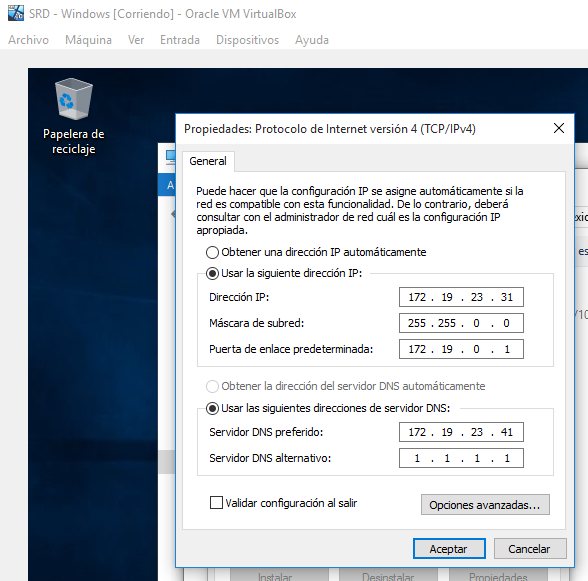 SRD - Windows [Corriendo] - Oracle VM VirtualBox
Archivo Máquina Ver Entrada Dispositivos Ayuda
Papelera de
reciclaje
Propiedades: Protocolo de Internet versión 4 (TCP/IPv4)
General
Puede hacer que la configuración IP se asigne automáticamente si la
red es compatible con esta funcionalidad. De lo contrario, deberá
consultar con el administrador de red cuál es la configuración IP
apropiada.
Obtener una dirección IP automáticamente
Usar la siguiente dirección IP:
Dirección IP: 172 . 19 . 23 . 31
Máscara de subred: 255 . 255 . 0 . 0
Puerta de enlace predeterminada: 172 . 19 . 0 . 1
Obtener la dirección del servidor DNS automáticamente
Usar las siguientes direcciones de servidor DNS:
Servidor DNS preferido: 172 . 19 . 23 . 41
Servidor DNS alternativo: 1 . 1 . 1 . 1
Validar configuración al salir
Opciones avanzadas...
Aceptar Cancelar
Instalar Desinstalar Propiedades